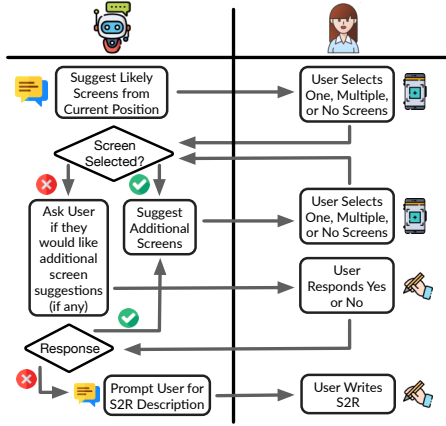 Suggest Likely
Screens from
Current Position
User Selects
One, Multiple,
or No Screens
Screen
Selected?
Ask User
if they
would like
additional
screen
suggestions
(if any)
Suggest
Additional
Screens
User Selects
One, Multiple,
or No Screens
User
Responds Yes
or No
Response
Prompt User for
S2R Description
User Writes
S2R